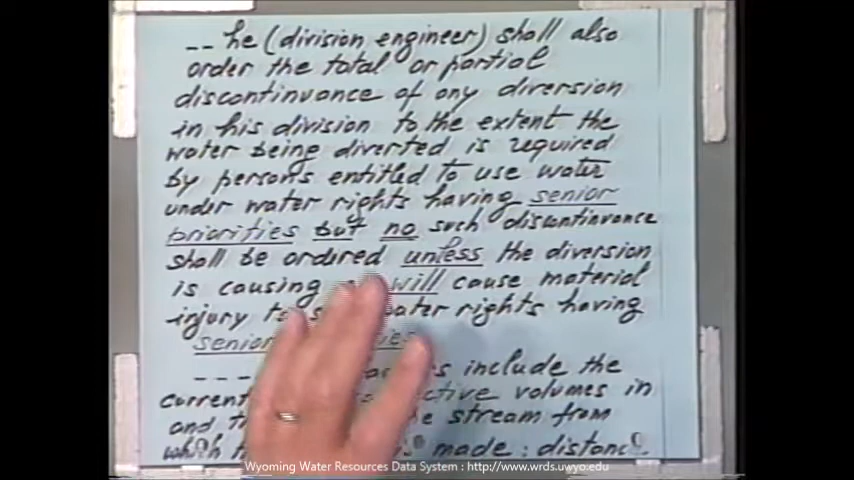 -- he (division engineer) shall also
order the total or partial
discontinuance of any diversion
in his division to the extent the
water being diverted is required
by persons entitled to use water
under water rights having senior
priorities but no such discontinuance
shall be ordered unless the diversion
is causing will cause material
injury to water rights having
senior
--- include the
current volumes in
and stream from
which made : distance
Wyoming Water Resources Data System : http://www.wrds.uwyo.edu